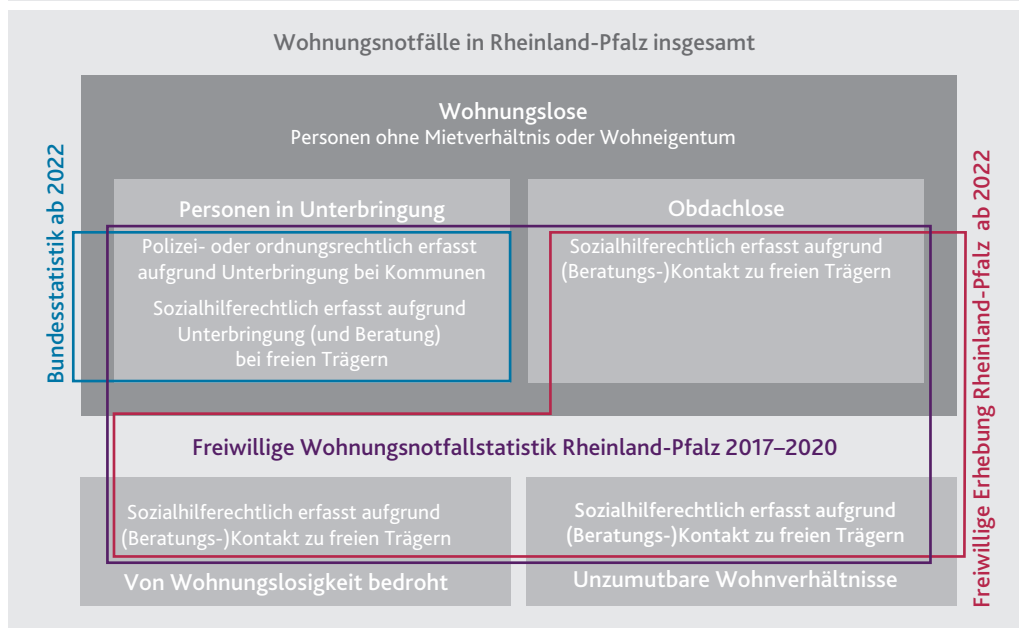 Wohnungsnotfälle in Rheinland-Pfalz insgesamt
Wohnungslose
Personen ohne Mietverhältnis oder Wohneigentum
Bundesstatistik ab 2022
Personen in Unterbringung
Polizei- oder ordnungsrechtlich erfasst
aufgrund Unterbringung bei Kommunen
Sozialhilferechtlich erfasst aufgrund
Unterbringung (und Beratung)
bei freien Trägern
Obdachlose
Sozialhilferechtlich erfasst aufgrund
(Beratungs-)Kontakt zu freien Trägern
Freiwillige Erhebung Rheinland-Pfalz ab 2022
Freiwillige Wohnungsnotfallstatistik Rheinland-Pfalz 2017–2020
Sozialhilferechtlich erfasst aufgrund
(Beratungs-)Kontakt zu freien Trägern
Von Wohnungslosigkeit bedroht
Sozialhilferechtlich erfasst aufgrund
(Beratungs-)Kontakt zu freien Trägern
Unzumutbare Wohnverhältnisse